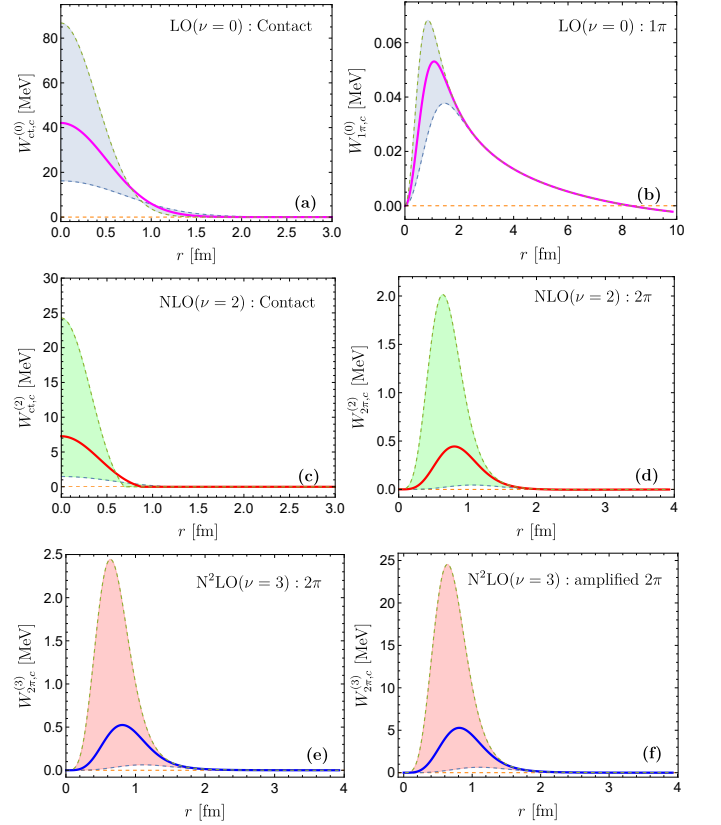 LO(ν = 0) : Contact
W^{(0)}_{ct,c} [MeV]
80
60
40
20
0
(a)
0.0 0.5 1.0 1.5 2.0 2.5 3.0
r [fm]
LO(ν = 0) : 1π
W^{(0)}_{1π,c} [MeV]
0.06
0.04
0.02
0.00
(b)
0 2 4 6 8 10
r [fm]
NLO(ν = 2) : Contact
W^{(2)}_{ct,c} [MeV]
30
25
20
15
10
5
0
(c)
0.0 0.5 1.0 1.5 2.0 2.5 3.0
r [fm]
NLO(ν = 2) : 2π
W^{(2)}_{2π,c} [MeV]
2.0
1.5
1.0
0.5
0.0
(d)
0 1 2 3 4
r [fm]
N²LO(ν = 3) : 2π
W^{(3)}_{2π,c} [MeV]
2.5
2.0
1.5
1.0
0.5
0.0
(e)
0 1 2 3 4
r [fm]
N²LO(ν = 3) : amplified 2π
W^{(3)}_{2π,c} [MeV]
25
20
15
10
5
0
(f)
0 1 2 3 4
r [fm]